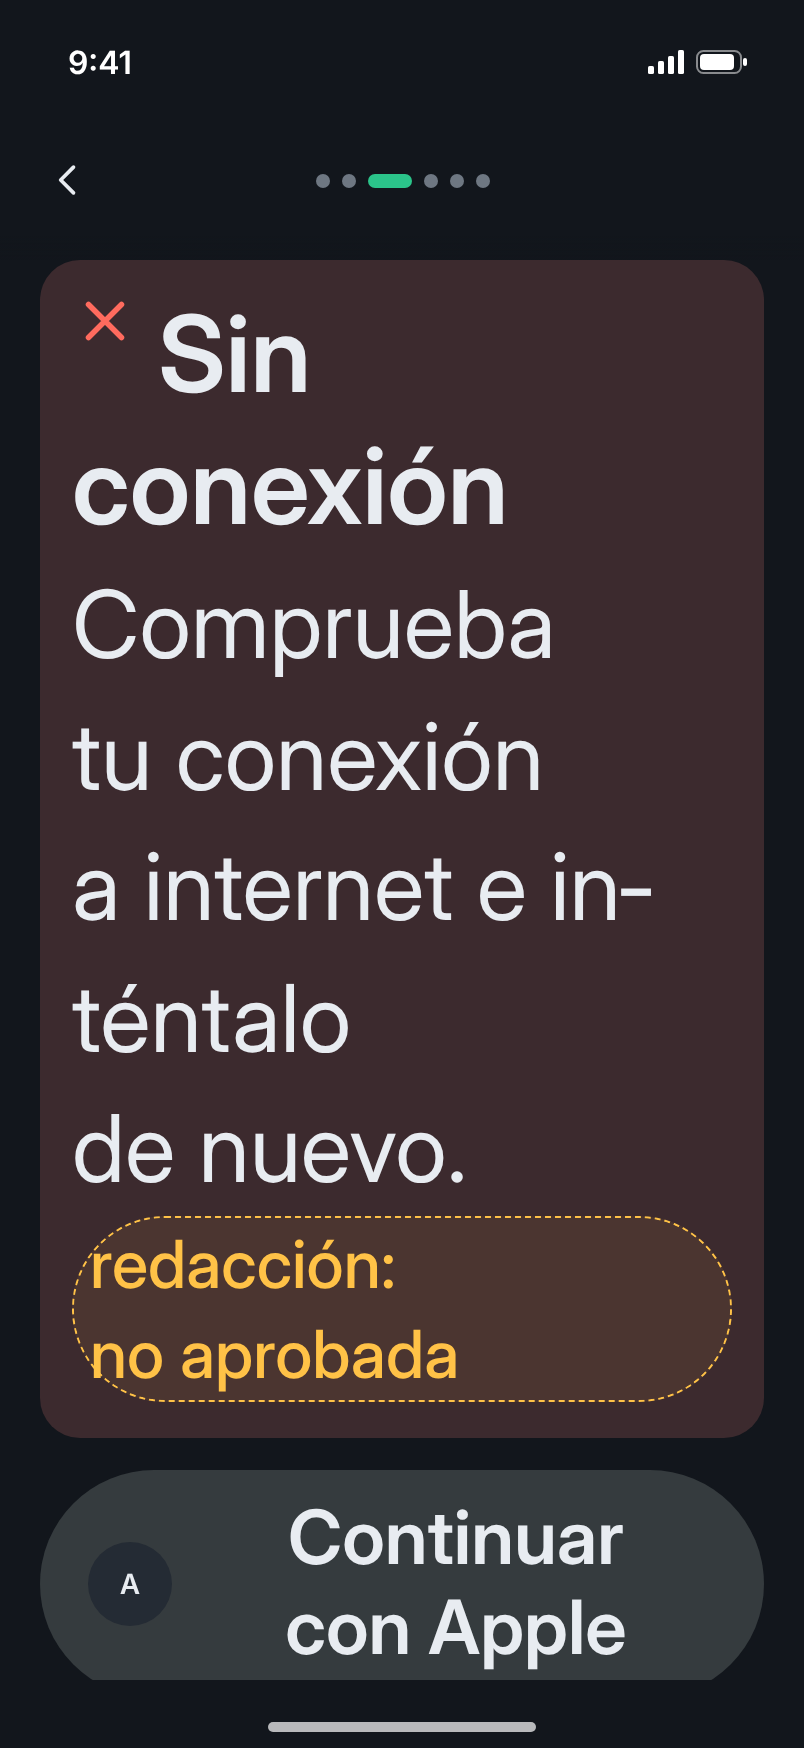 9:41
Sin
conexión
Comprueba
tu conexión
a internet e in-
téntalo
de nuevo.
redacción:
no aprobada
A
Continuar
con Apple